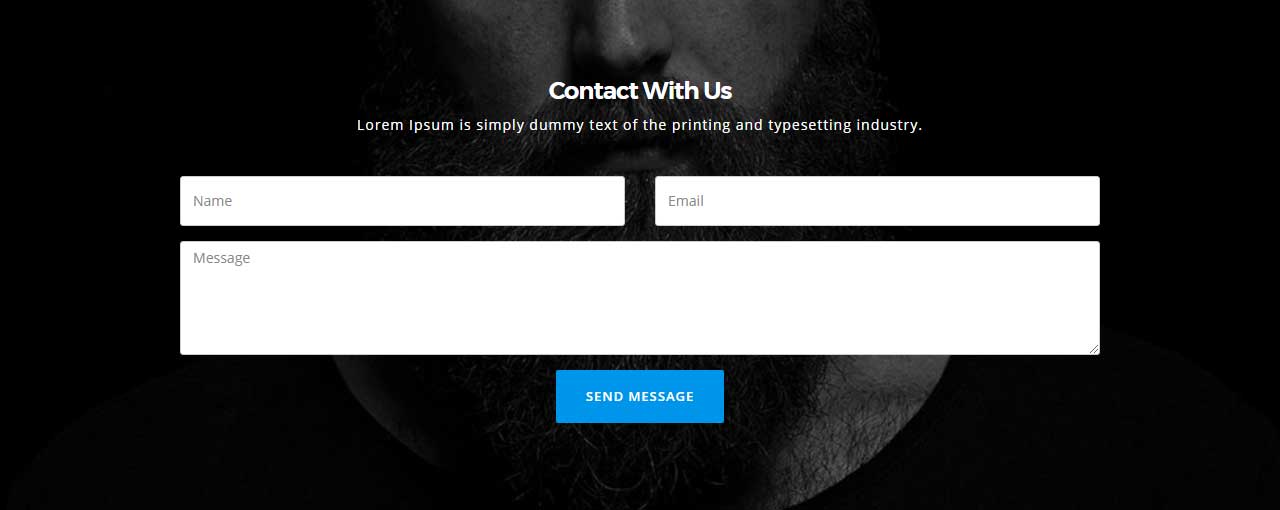 Contact With Us
Lorem Ipsum is simply dummy text of the printing and typesetting industry.
Name
Email
Message
SEND MESSAGE